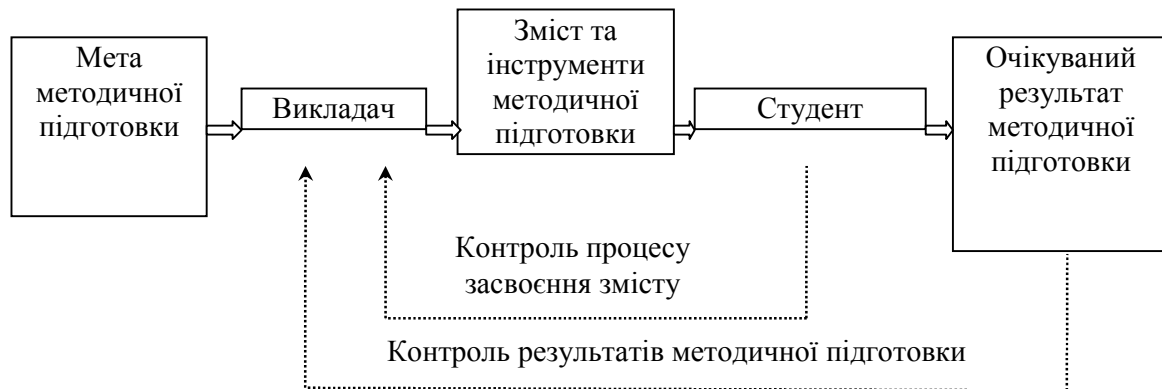 Мета
методичної
підготовки
Викладач
Зміст та
інструменти
методичної
підготовки
Студент
Очікуваний
результат
методичної
підготовки
Контроль процесу
засвоєння змісту
Контроль результатів методичної підготовки